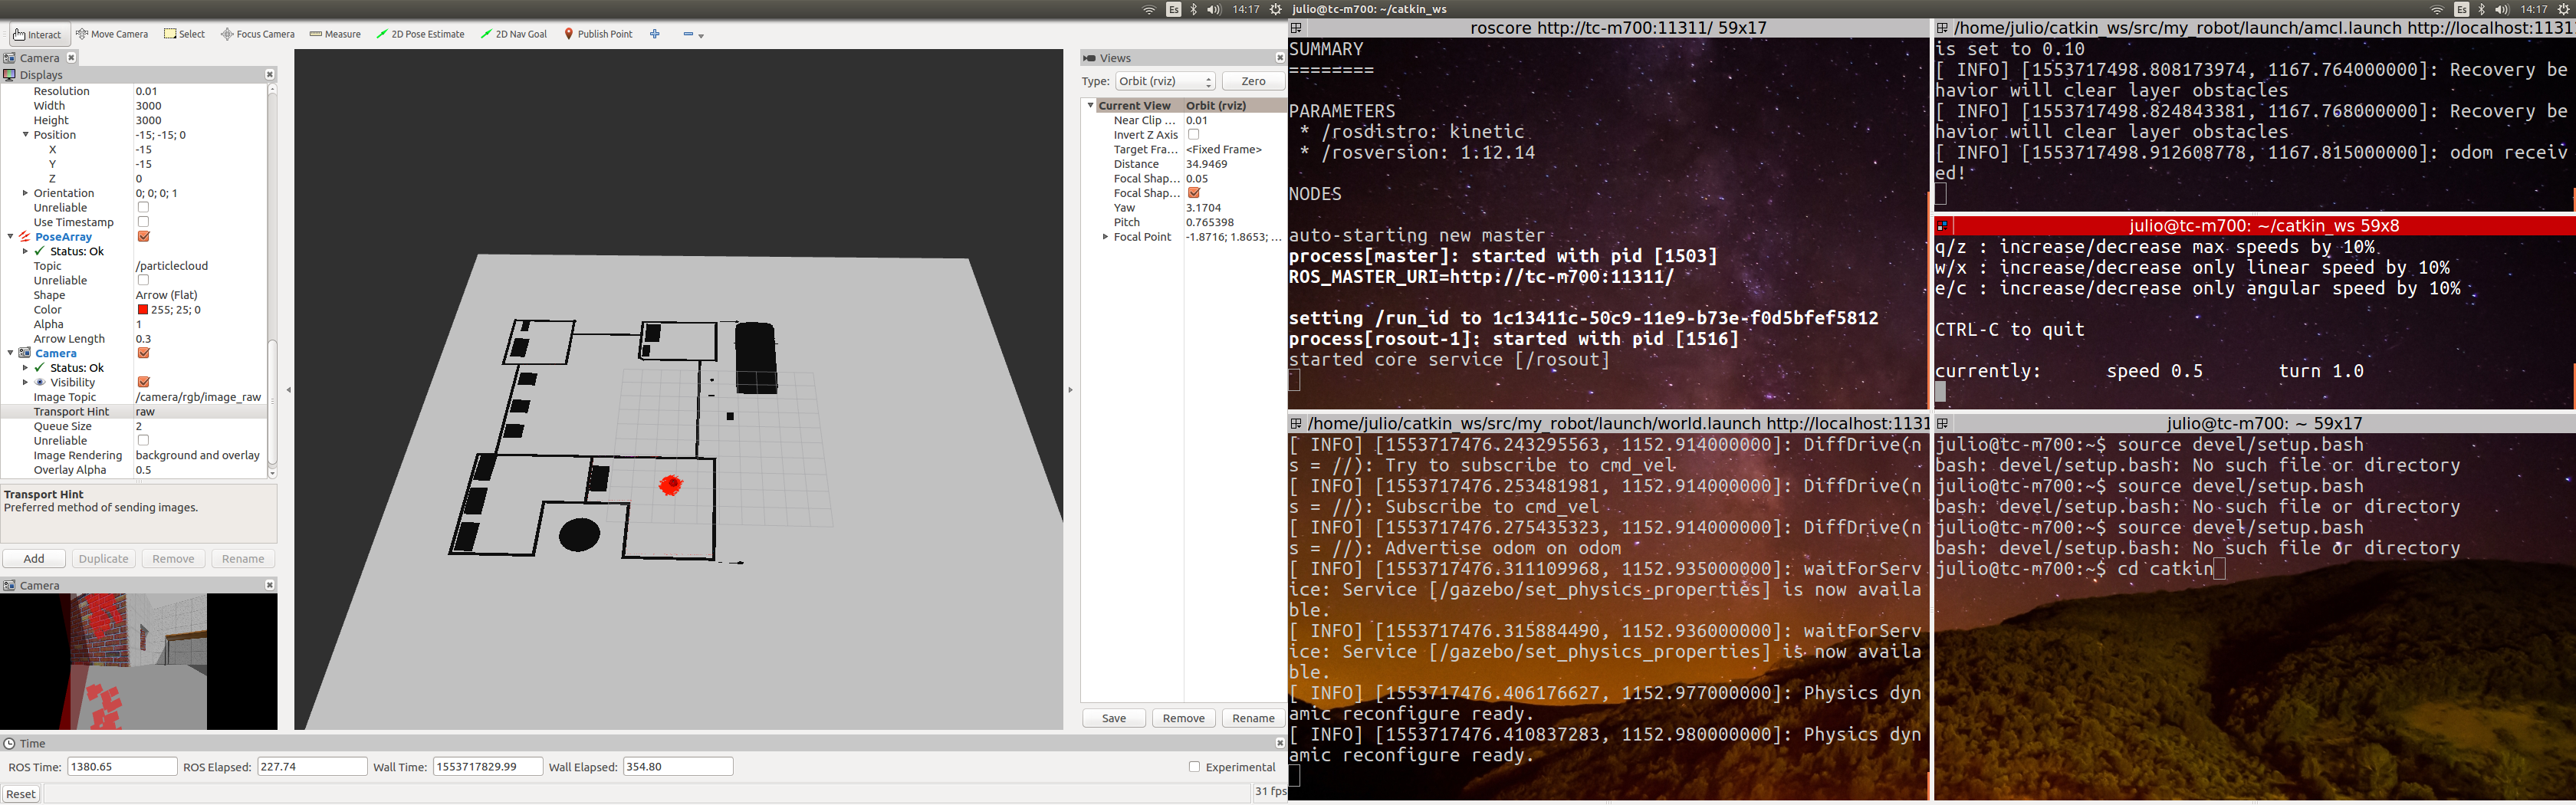 Es
14:17
Interact
Move Camera
Select
Focus Camera
Measure
2D Pose Estimate
2D Nav Goal
Publish Point
Camera
Displays
Resolution 0.01
Width 3000
Height 3000
Position -15; -15; 0
X -15
Y -15
Z 0
Orientation 0; 0; 0; 1
Unreliable
Use Timestamp
PoseArray
Status: Ok
Topic /particlecloud
Unreliable
Shape Arrow (Flat)
Color 255; 25; 0
Alpha 1
Arrow Length 0.3
Camera
Status: Ok
Visibility
Image Topic /camera/rgb/image_raw
Transport Hint raw
Queue Size 2
Unreliable
Image Rendering background and overlay
Overlay Alpha 0.5
Transport Hint
Preferred method of sending images.
Add Duplicate Remove Rename
Camera
Views
Type: Orbit (rviz) Zero
Current View Orbit (rviz)
Near Clip ... 0.01
Invert Z Axis
Target Fra... <Fixed Frame>
Distance 34.9469
Focal Shap... 0.05
Focal Shap...
Yaw 3.1704
Pitch 0.765398
Focal Point -1.8716; 1.8653; ...
Save Remove Rename
Time
ROS Time: 1380.65 ROS Elapsed: 227.74 Wall Time: 1553717829.99 Wall Elapsed: 354.80 Experimental
Reset
31 fps
julio@tc-m700: ~/catkin_ws
Es
14:17
roscore http://tc-m700:11311/ 59x17
SUMMARY
========
PARAMETERS
* /rosdistro: kinetic
* /rosversion: 1.12.14
NODES
auto-starting new master
process[master]: started with pid [1503]
ROS_MASTER_URI=http://tc-m700:11311/
setting /run_id to 1c13411c-50c9-11e9-b73e-f0d5bfef5812
process[rosout-1]: started with pid [1516]
started core service [/rosout]
/home/julio/catkin_ws/src/my_robot/launch/amcl.launch http://localhost:1131
is set to 0.10
[ INFO] [1553717498.808173974, 1167.764000000]: Recovery be
havior will clear layer obstacles
[ INFO] [1553717498.824843381, 1167.768000000]: Recovery be
havior will clear layer obstacles
[ INFO] [1553717498.912608778, 1167.815000000]: odom receiv
ed!
julio@tc-m700: ~/catkin_ws 59x8
q/z : increase/decrease max speeds by 10%
w/x : increase/decrease only linear speed by 10%
e/c : increase/decrease only angular speed by 10%
CTRL-C to quit
currently: speed 0.5 turn 1.0
/home/julio/catkin_ws/src/my_robot/launch/world.launch http://localhost:1131
[ INFO] [1553717476.243295563, 1152.914000000]: DiffDrive(n
s = //): Try to subscribe to cmd_vel
[ INFO] [1553717476.253481981, 1152.914000000]: DiffDrive(n
s = //): Subscribe to cmd_vel
[ INFO] [1553717476.275435323, 1152.914000000]: DiffDrive(n
s = //): Advertise odom on odom
[ INFO] [1553717476.311109968, 1152.935000000]: waitForServ
ice: Service [/gazebo/set_physics_properties] is now availa
ble.
[ INFO] [1553717476.315884490, 1152.936000000]: waitForServ
ice: Service [/gazebo/set_physics_properties] is now availa
ble.
[ INFO] [1553717476.406176627, 1152.977000000]: Physics dyn
amic reconfigure ready.
[ INFO] [1553717476.410837283, 1152.980000000]: Physics dyn
amic reconfigure ready.
julio@tc-m700: ~ 59x17
julio@tc-m700:~$ source devel/setup.bash
bash: devel/setup.bash: No such file or directory
julio@tc-m700:~$ source devel/setup.bash
bash: devel/setup.bash: No such file or directory
julio@tc-m700:~$ source devel/setup.bash
bash: devel/setup.bash: No such file or directory
julio@tc-m700:~$ cd catkin